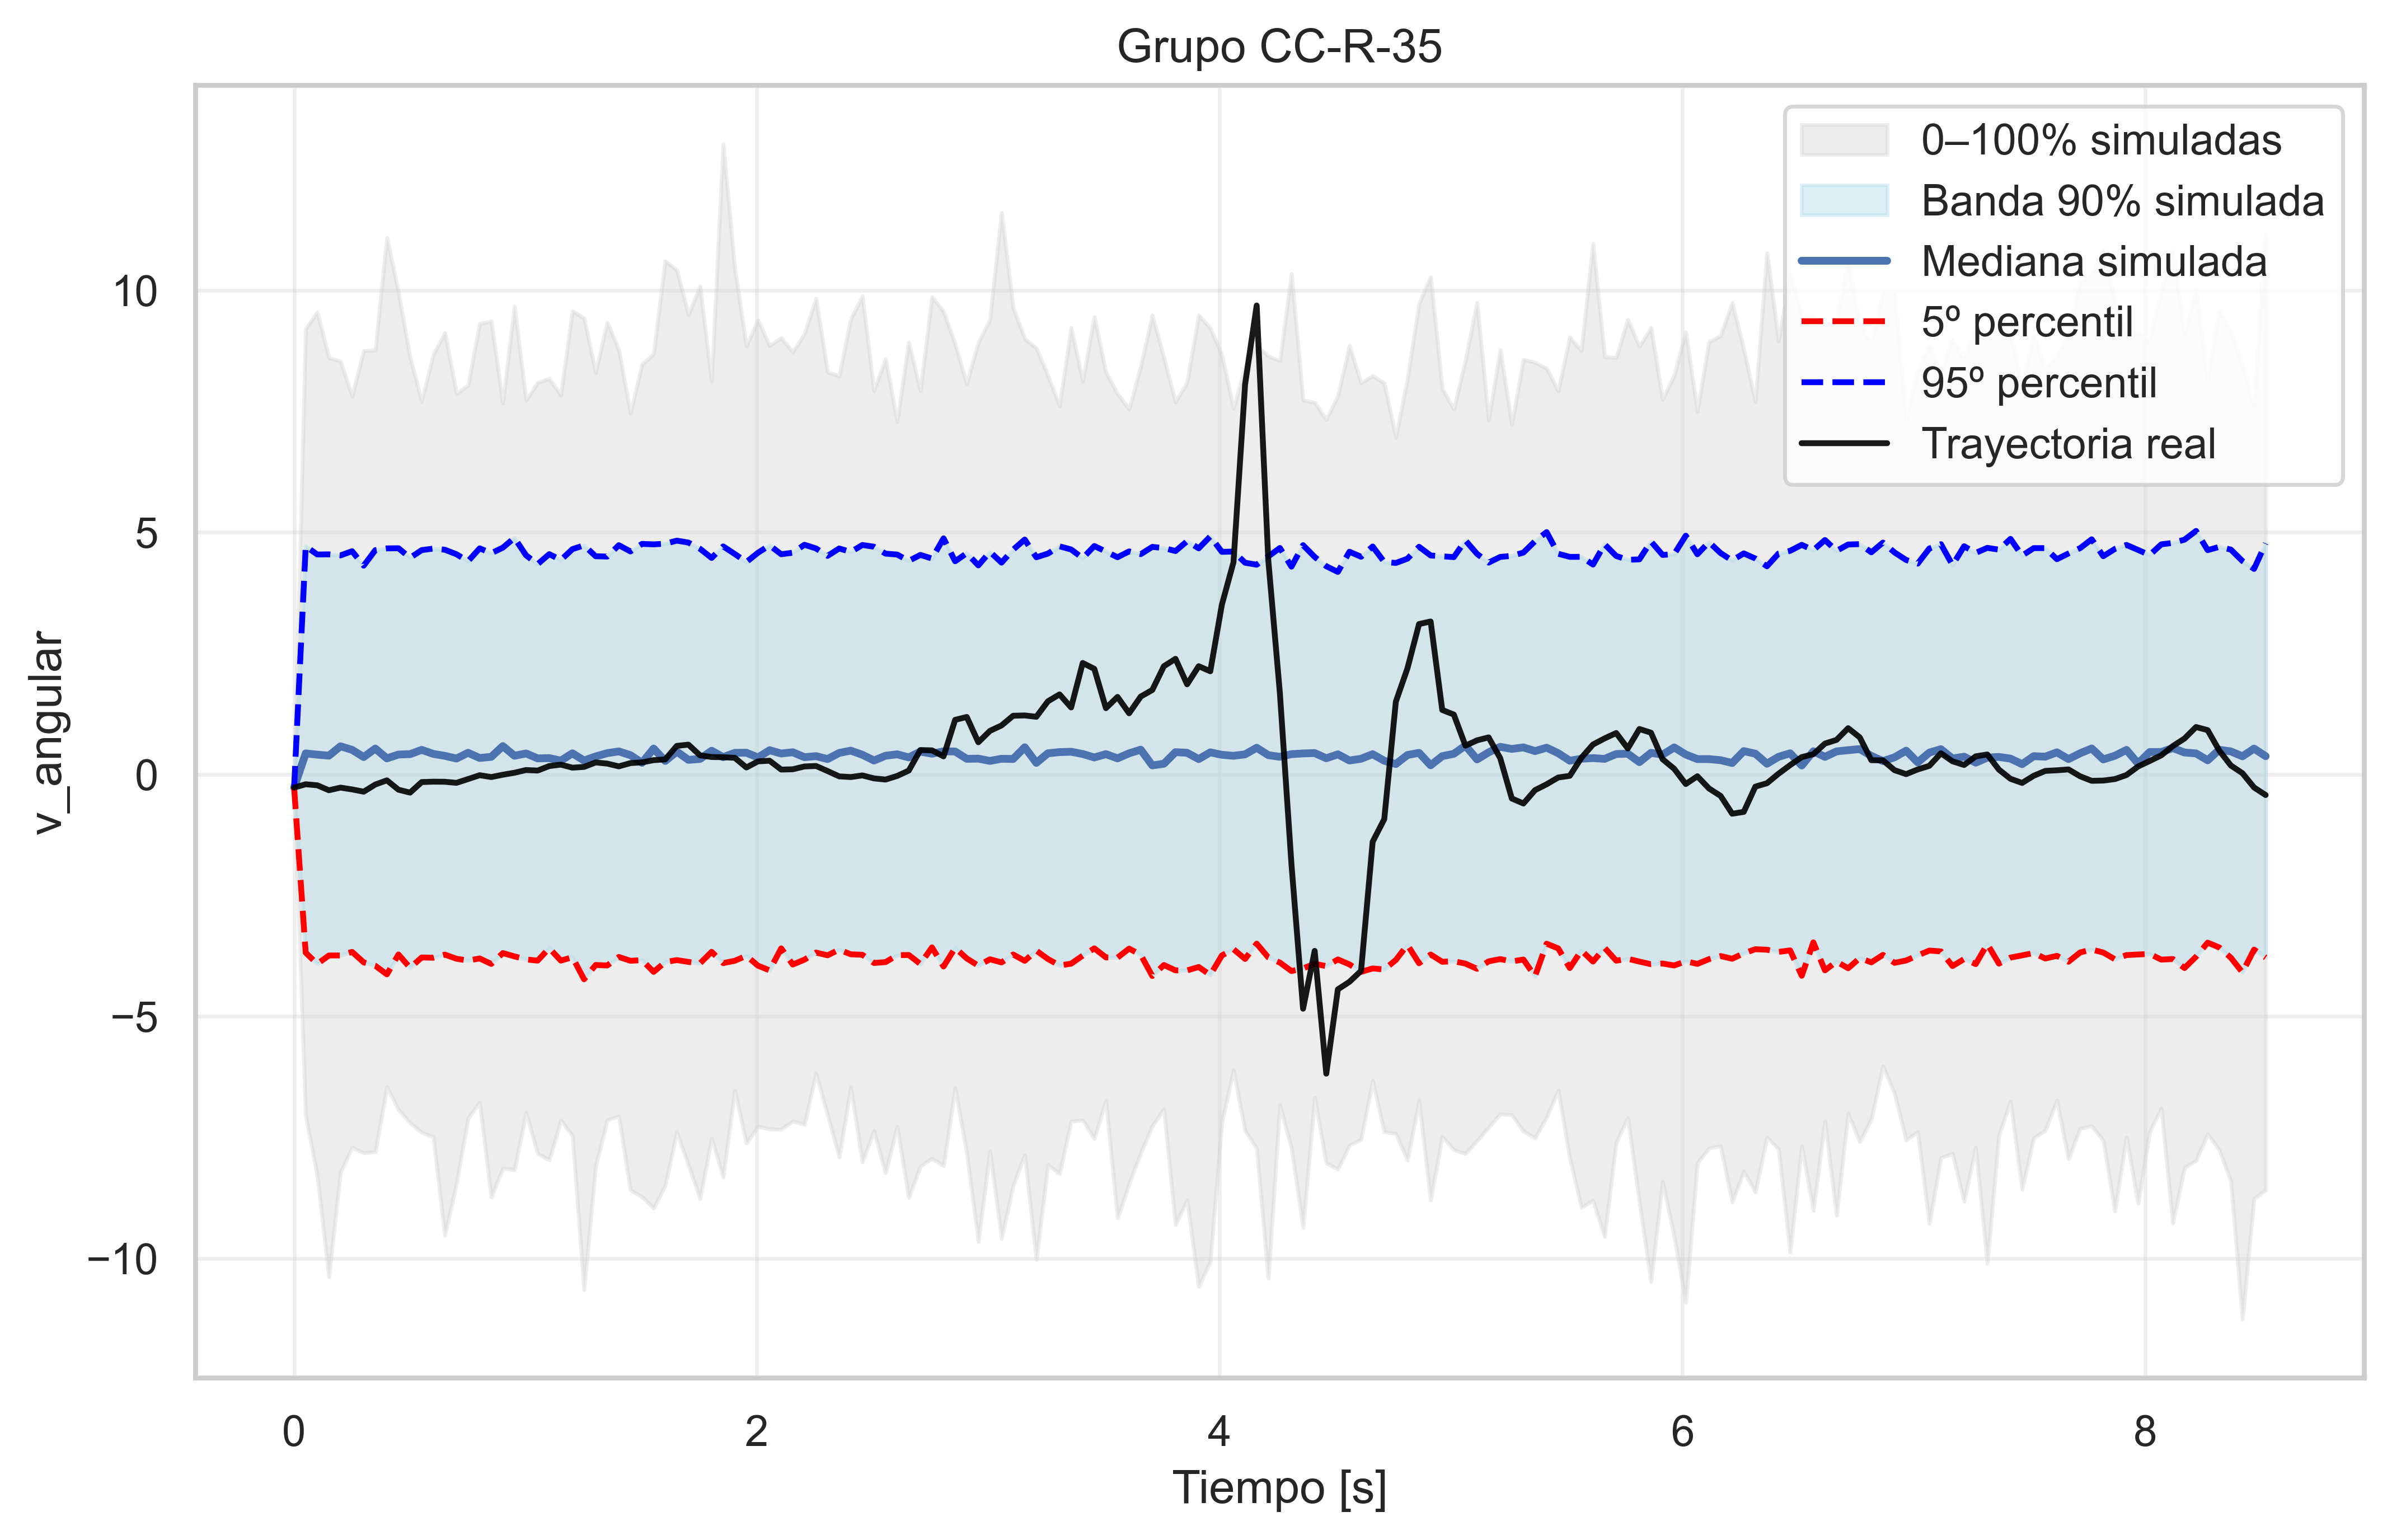 Grupo CC-R-35
0–100% simuladas
Banda 90% simulada
Mediana simulada
5º percentil
95º percentil
Trayectoria real
10
5
0
−5
−10
v_angular
0 2 4 6 8
Tiempo [s]